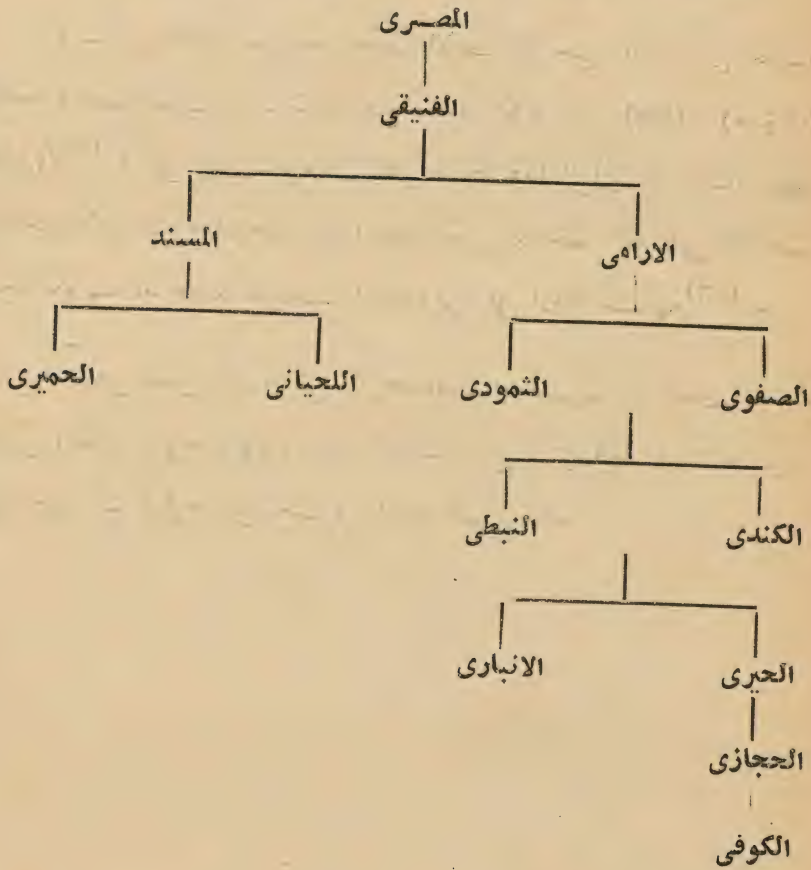 المصرى
الفنيقى
الارامى المسند
الصفوى الثمودى اللحيانى الحميرى
الكندى النبطى
الحيرى الانبارى
الحجازى
الكوفى